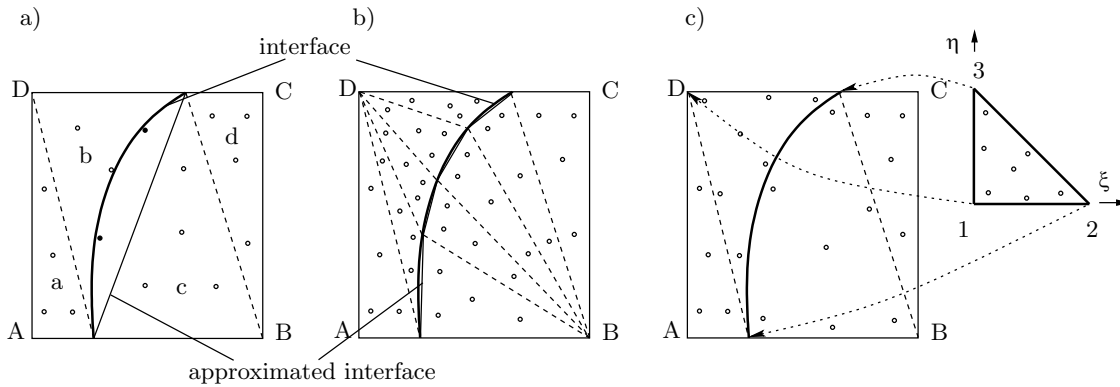 a) b) c)
interface
η
3
D C D C D C
d
b
ξ
1 2
a c
A B A B A B
approximated interface